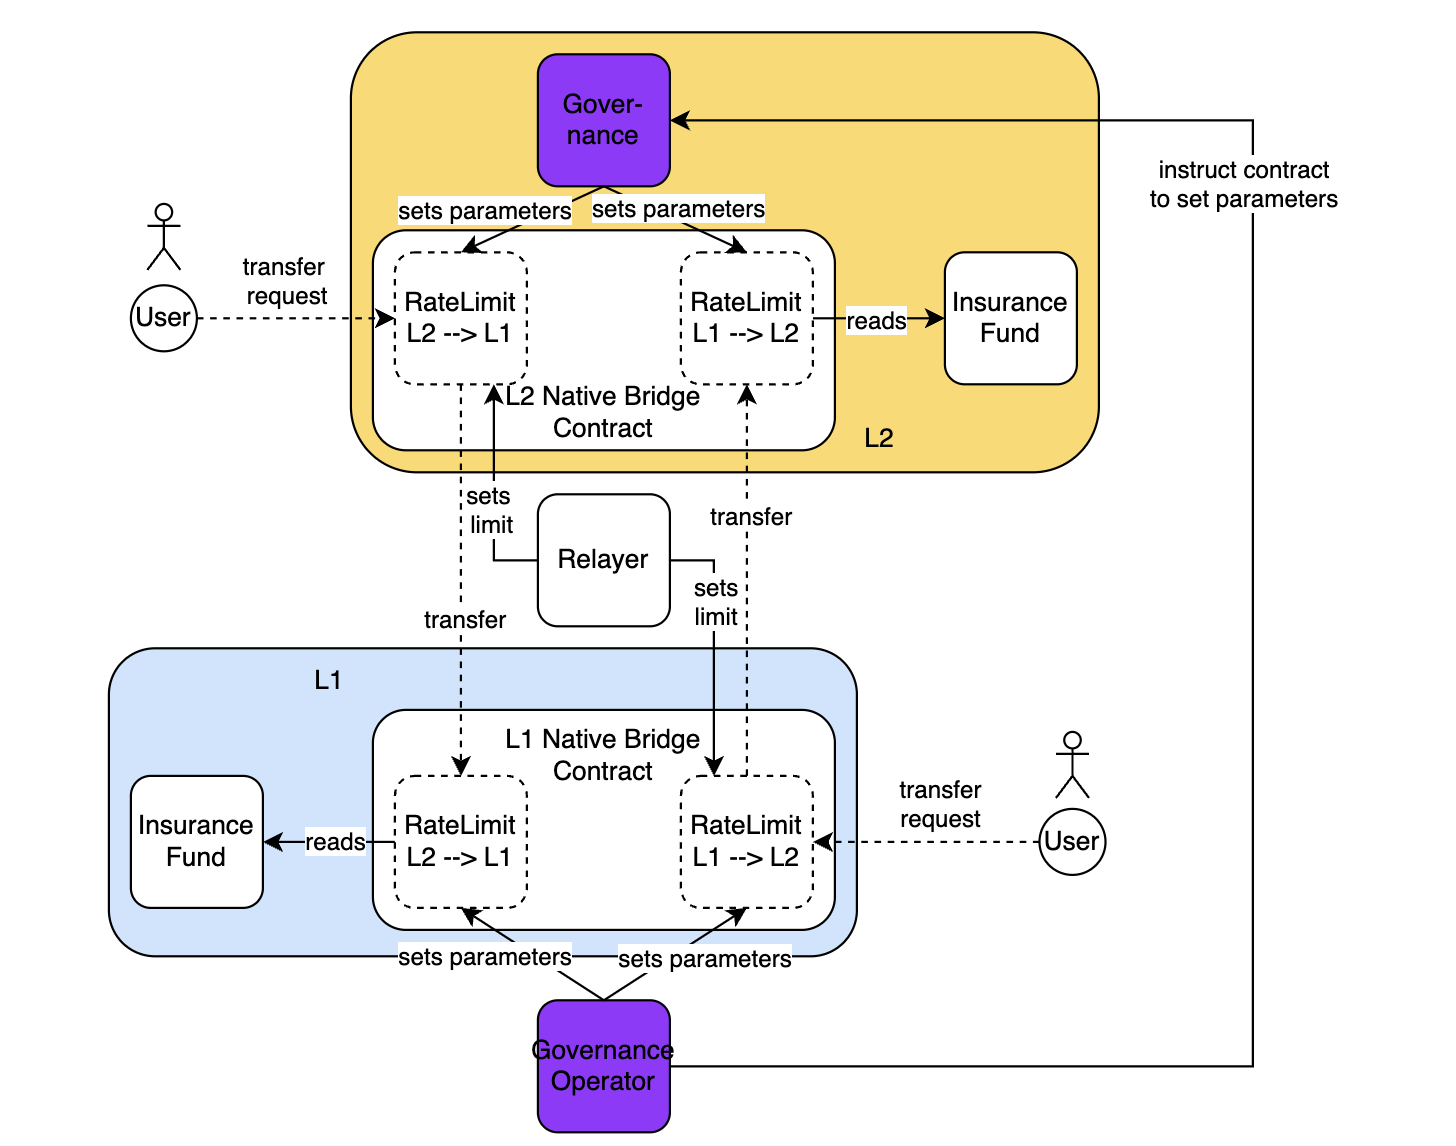 Gover-
nance
instruct contract
to set parameters
sets parameters
sets parameters
transfer
request
User
RateLimit
L2 --> L1
RateLimit
L1 --> L2
reads
Insurance
Fund
L2 Native Bridge
Contract
L2
sets
limit
transfer
Relayer
sets
limit
transfer
L1
L1 Native Bridge
Contract
transfer
request
Insurance
Fund
reads
RateLimit
L2 --> L1
RateLimit
L1 --> L2
User
sets parameters
sets parameters
Governance
Operator